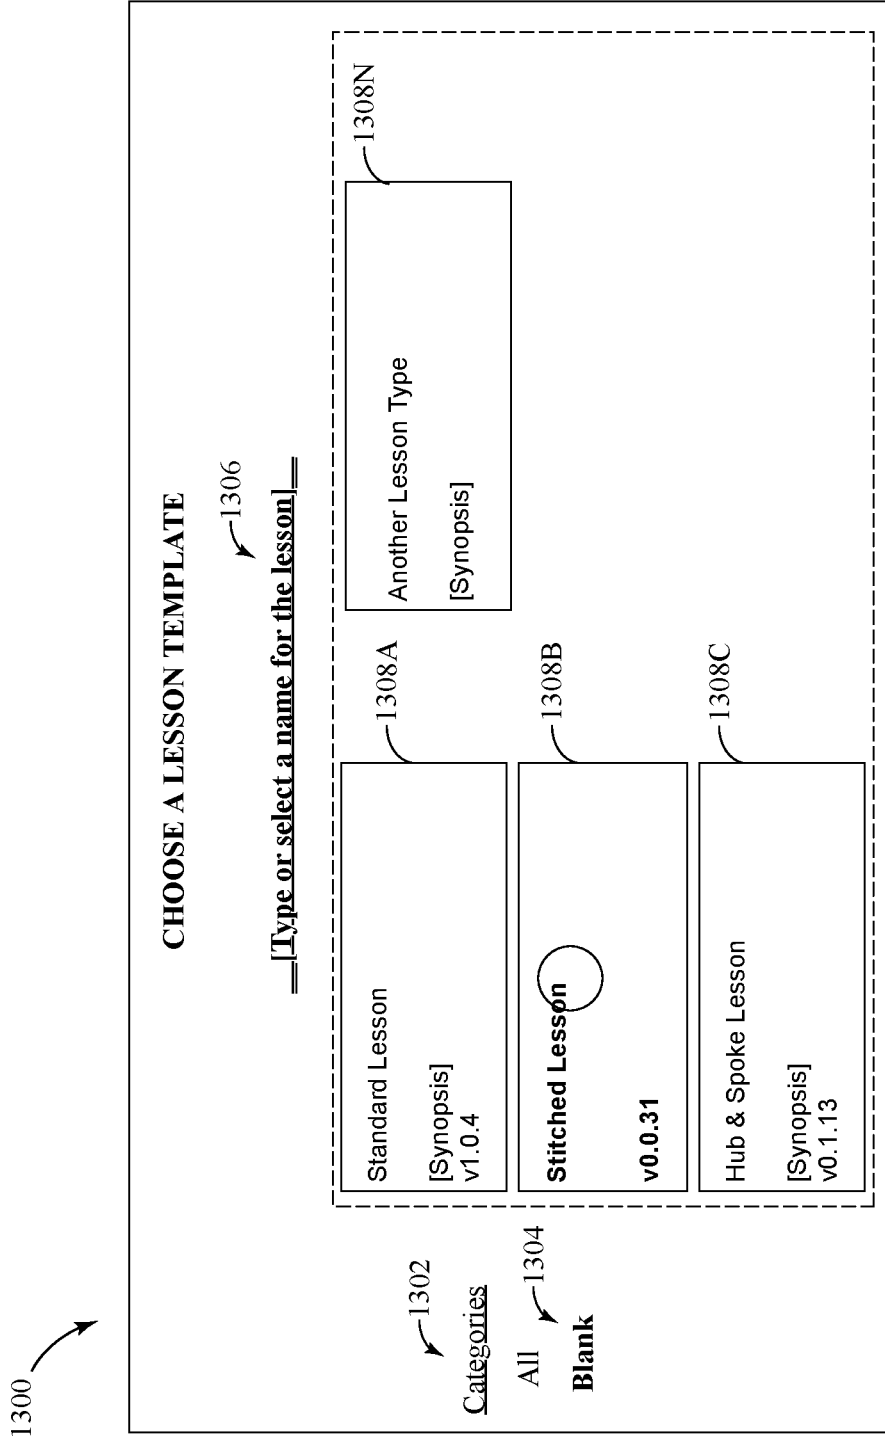 1300
CHOOSE A LESSON TEMPLATE
1306
[Type or select a name for the lesson]
1302
Categories
All
1304
Blank
Standard Lesson
[Synopsis]
v1.0.4
1308A
Stitched Lesson
v0.0.31
1308B
Hub & Spoke Lesson
[Synopsis]
v0.1.13
1308C
Another Lesson Type
[Synopsis]
1308N